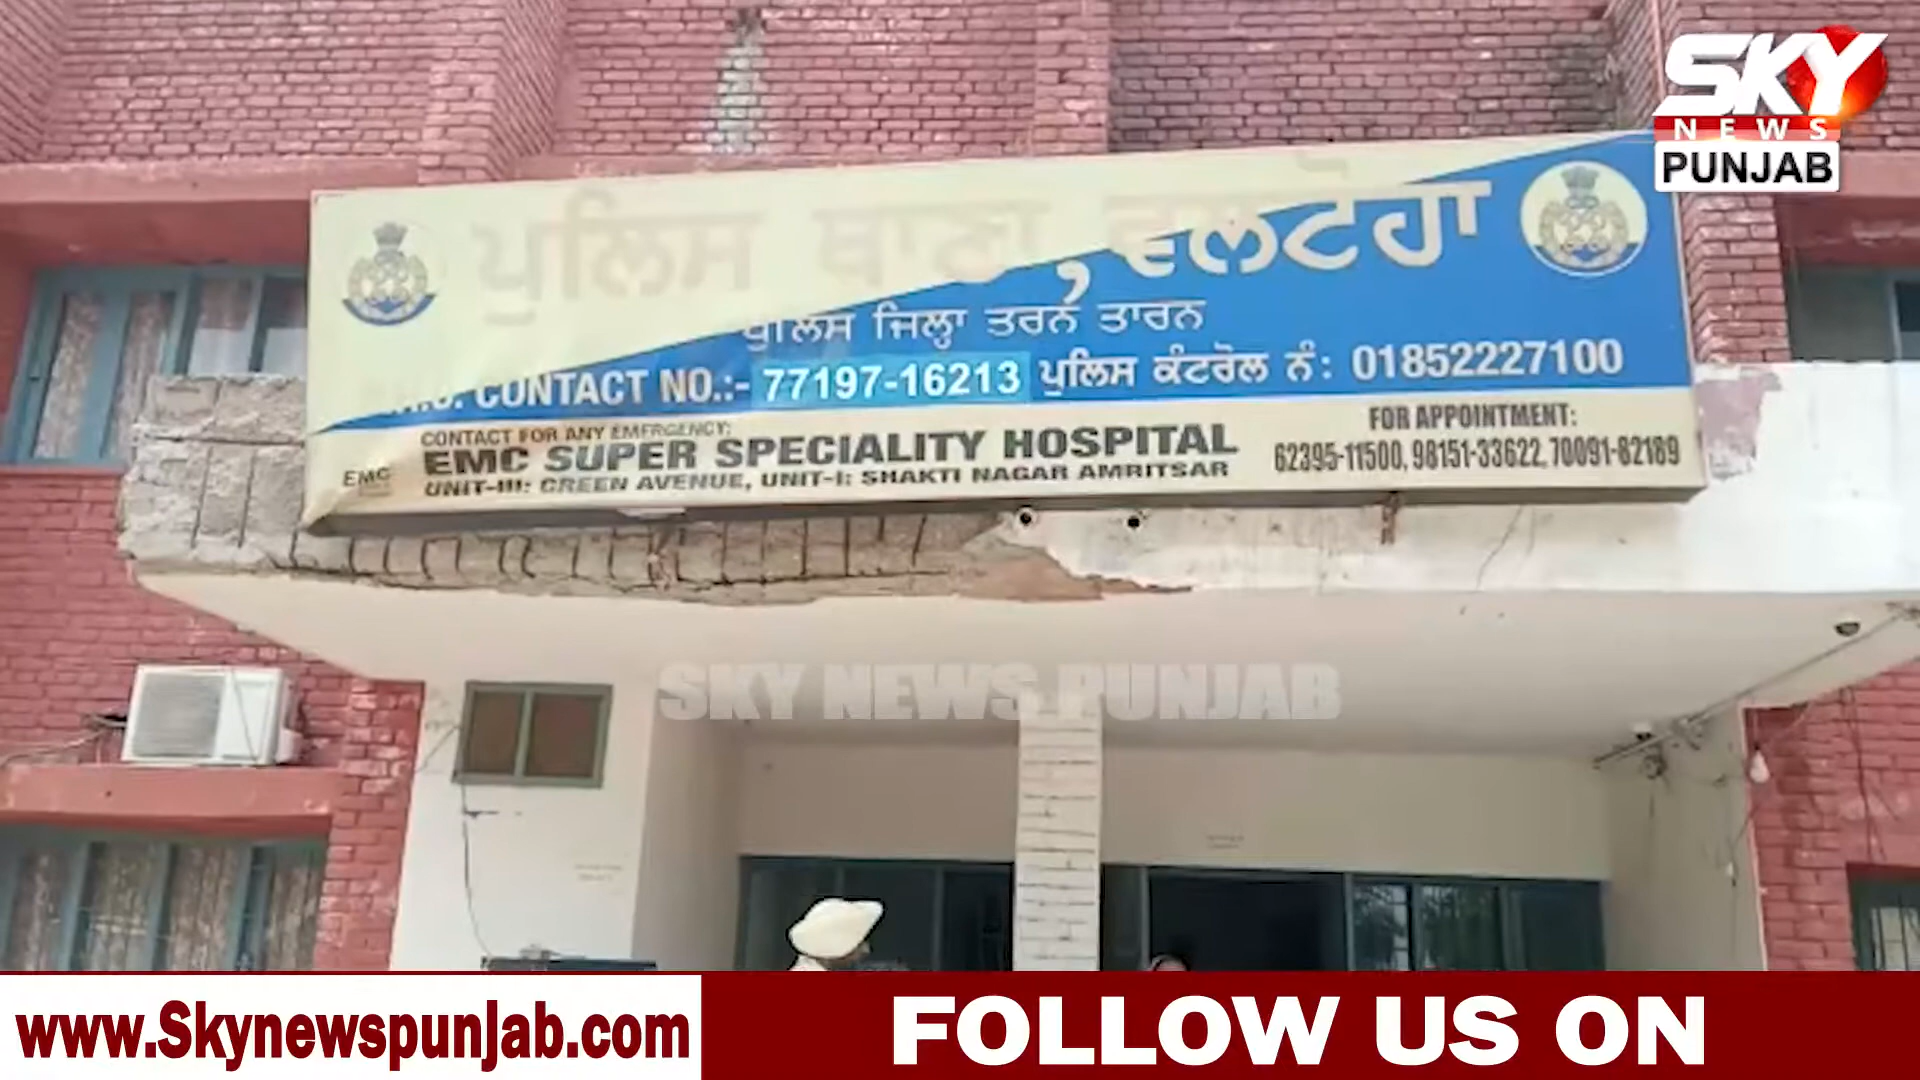 SKY
NEWS
PUNJAB
ਪੁਲਿਸ ਥਾਣਾ ,ਵਲਟੋਹਾ
ਪੁਲਿਸ ਜਿਲ੍ਹਾ ਤਰਨ ਤਾਰਨ
CONTACT NO.:- 77197-16213 ਪੁਲਿਸ ਕੰਟਰੋਲ ਨੰ: 01852227100
CONTACT FOR ANY EMERGENCY:
EMC SUPER SPECIALITY HOSPITAL
UNIT-III: GREEN AVENUE, UNIT-I: SHAKTI NAGAR AMRITSAR
EMC
FOR APPOINTMENT:
62395-11500, 98151-33622, 70091-82189
SKY NEWS PUNJAB
www.Skynewspunjab.com
FOLLOW US ON